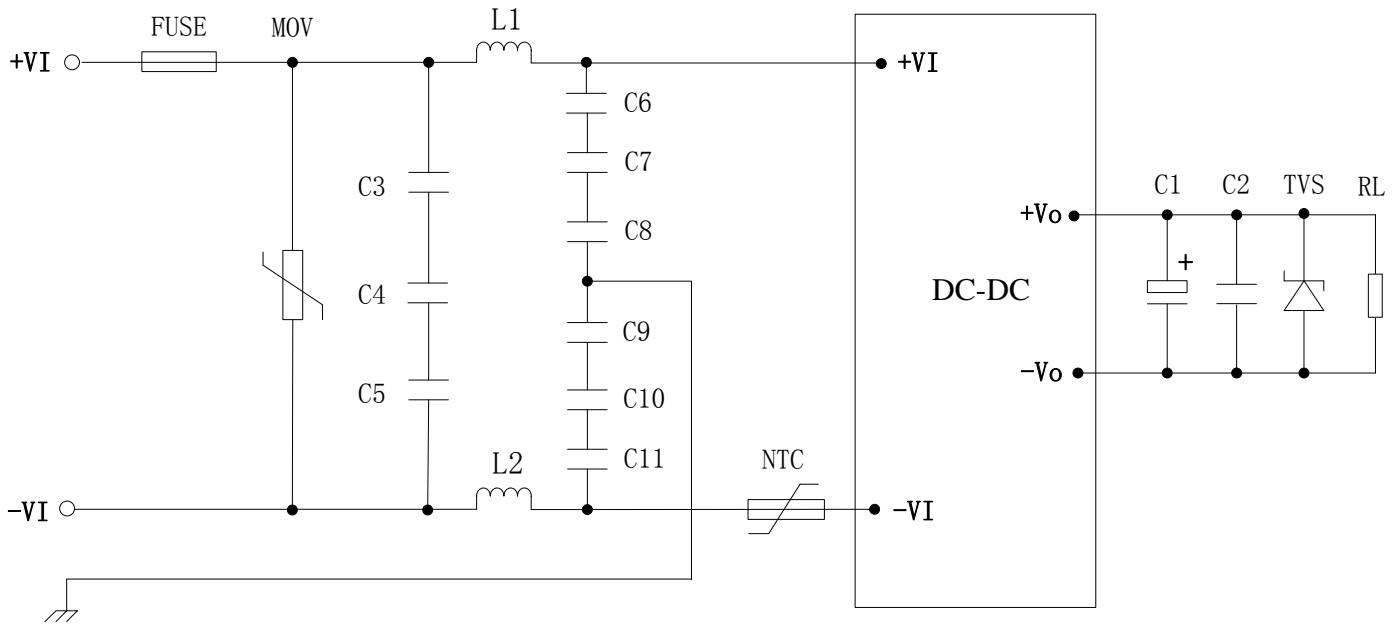 FUSE
MOV
L1
+VI
+VI
C6
C7
C3
C8
C1
C2
TVS
RL
+Vo
+
C4
DC-DC
C9
C5
-Vo
C10
C11
L2
NTC
-VI
-VI